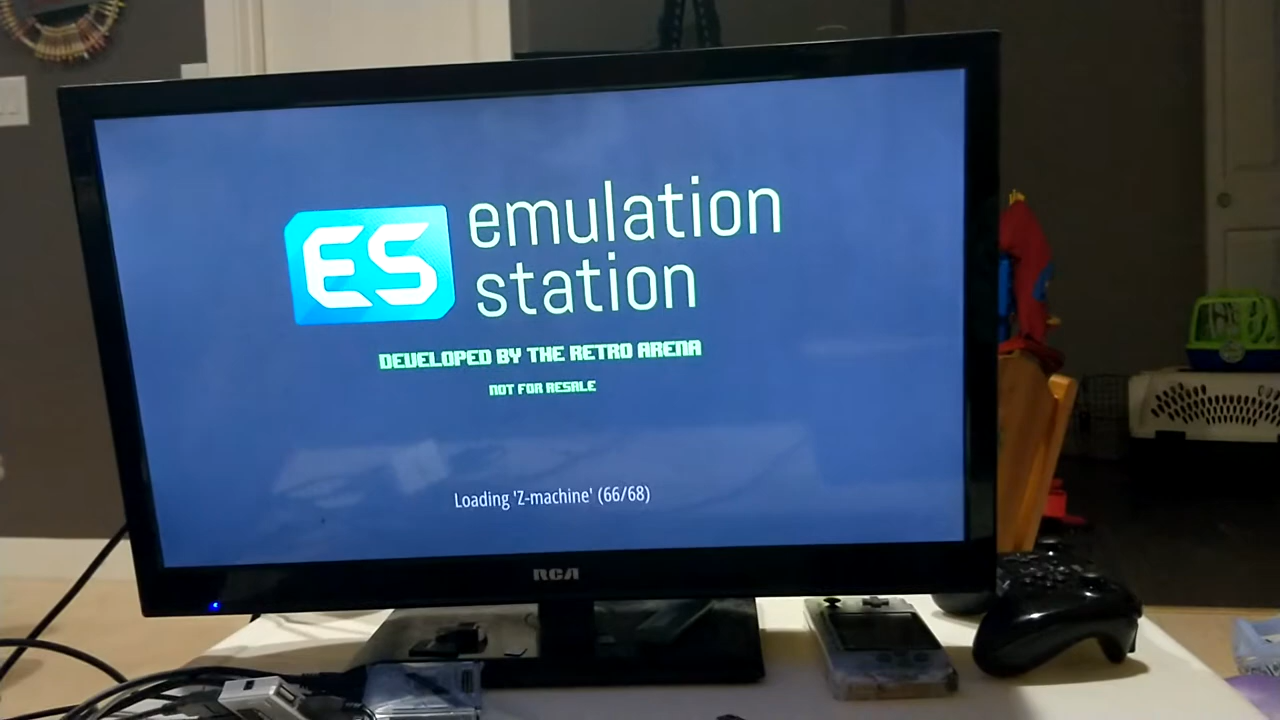 ES
emulation
station
DEVELOPED BY THE RETRO ARENA
NOT FOR RESALE
Loading 'Z-machine' (66/68)
RCA